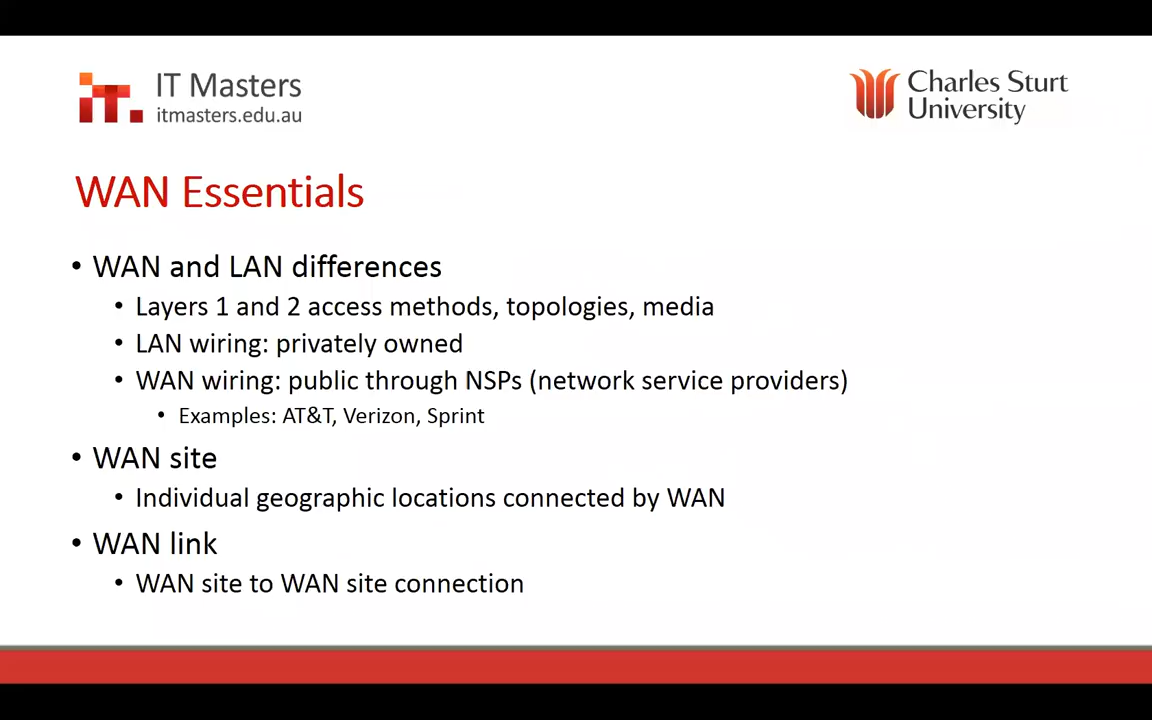 IT Masters
itmasters.edu.au
Charles Sturt
University
WAN Essentials
• WAN and LAN differences
• Layers 1 and 2 access methods, topologies, media
• LAN wiring: privately owned
• WAN wiring: public through NSPs (network service providers)
• Examples: AT&T, Verizon, Sprint
• WAN site
• Individual geographic locations connected by WAN
• WAN link
• WAN site to WAN site connection